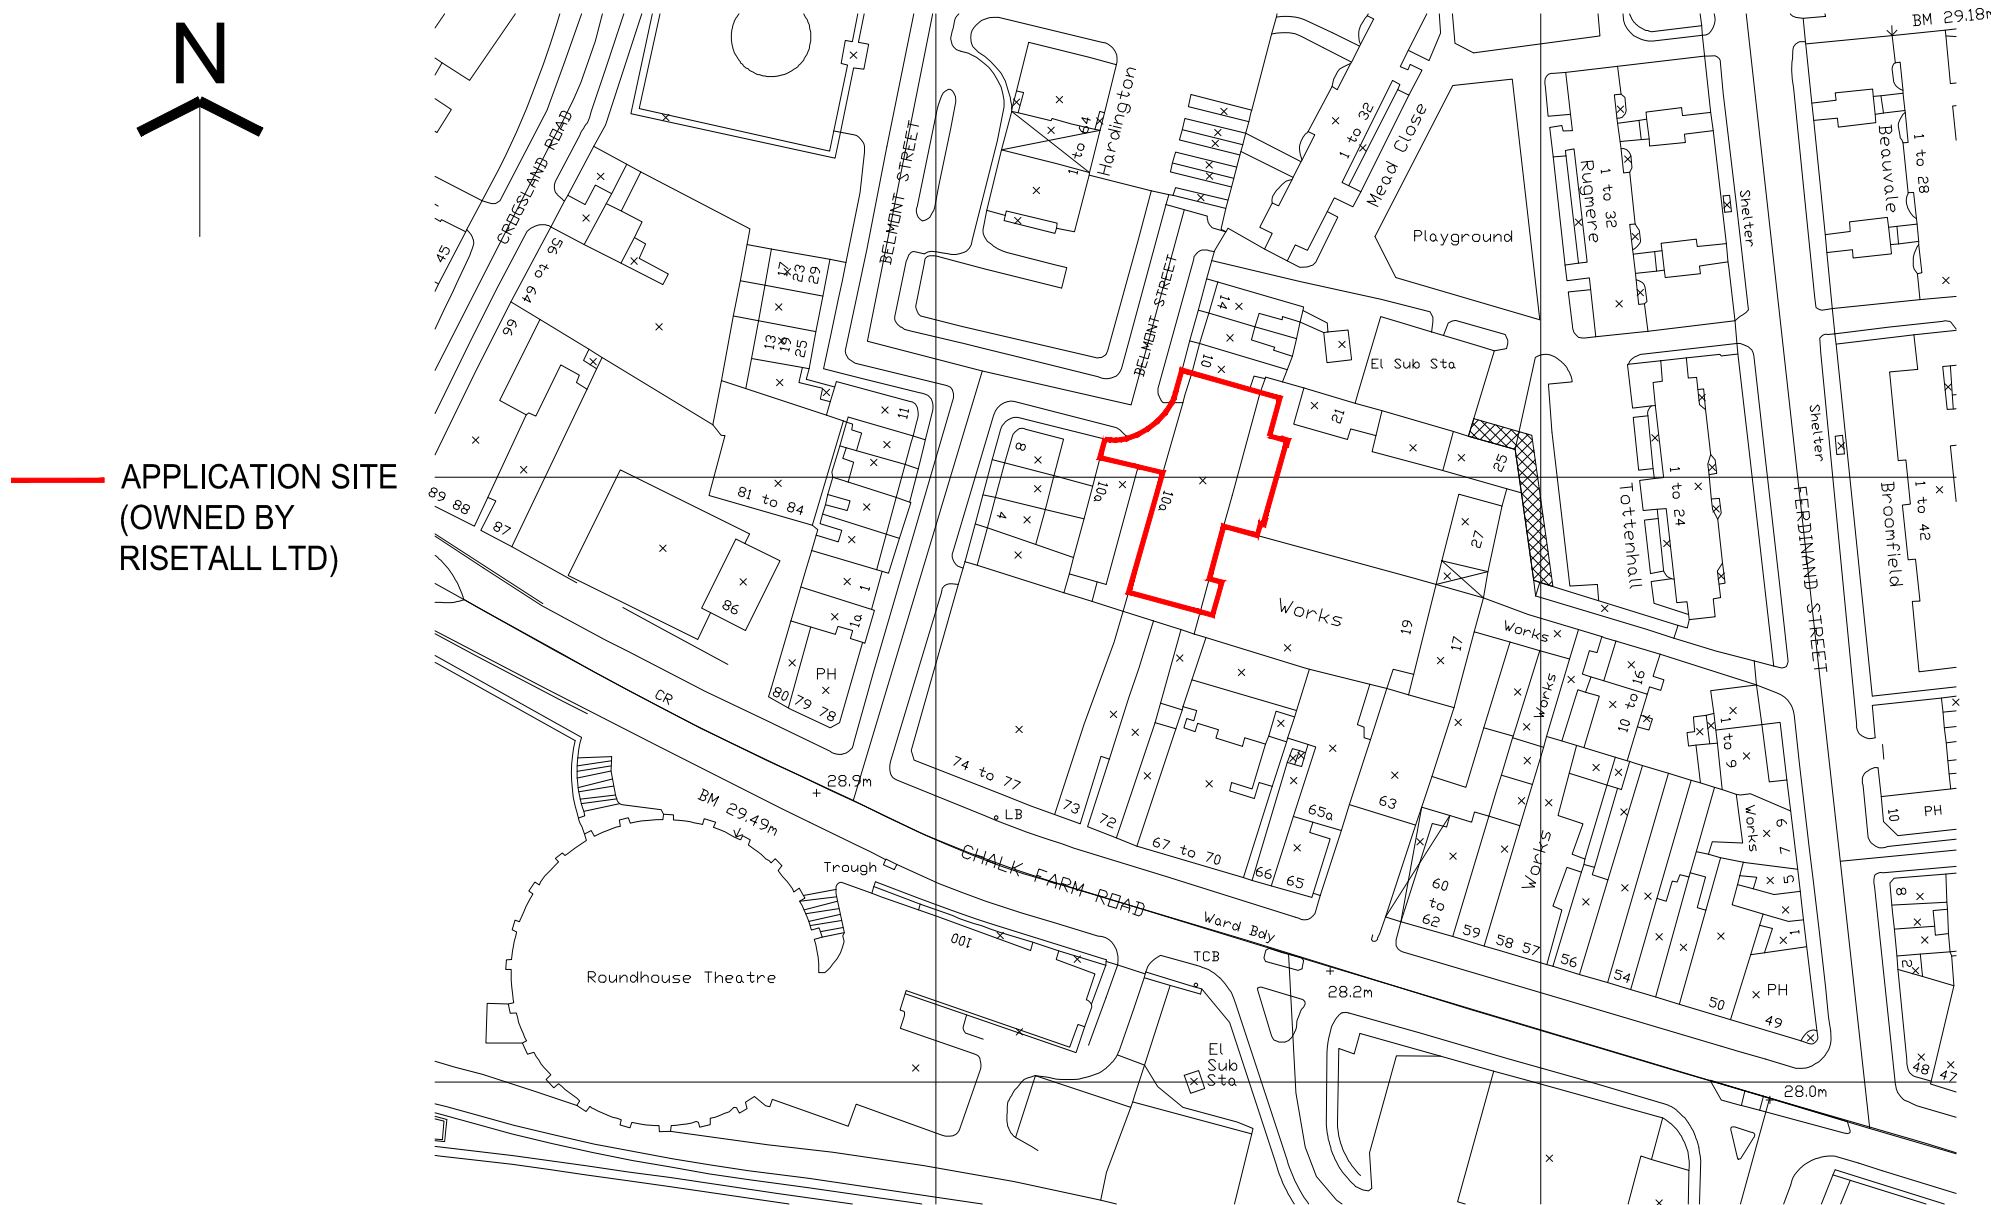 N
APPLICATION SITE
(OWNED BY
RISETALL LTD)
BM 29.18m
CROGSLAND ROAD
BELMONT STREET
Hardington
1 to 64
1 to 32
Mead Close
Playground
Rugmere
1 to 32
Shelter
Beauvale
1 to 28
45
56 to 64
66
17
23
29
13
19
25
BELMONT STREET
14
10
El Sub Sta
21
25
11
8
4
10a
10a
Tottenhall
1 to 24
Shelter
FERDINAND STREET
Broomfield
1 to 42
89 88
87
81 to 84
86
1
1a
PH
80 79 78
27
Works
19
17
Works
Works
10 to 16
1 to 9
Works
6
7
5
1
10
PH
CR
28.9m
BM 29.49m
74 to 77
LB
73
72
67 to 70
66
65
65a
63
Works
60
to
62
59
58 57
56
54
50
PH
49
8
2
48
47
Trough
CHALK FARM ROAD
Ward Bdy
TCB
100
Roundhouse Theatre
28.2m
El
Sub
Sta
28.0m